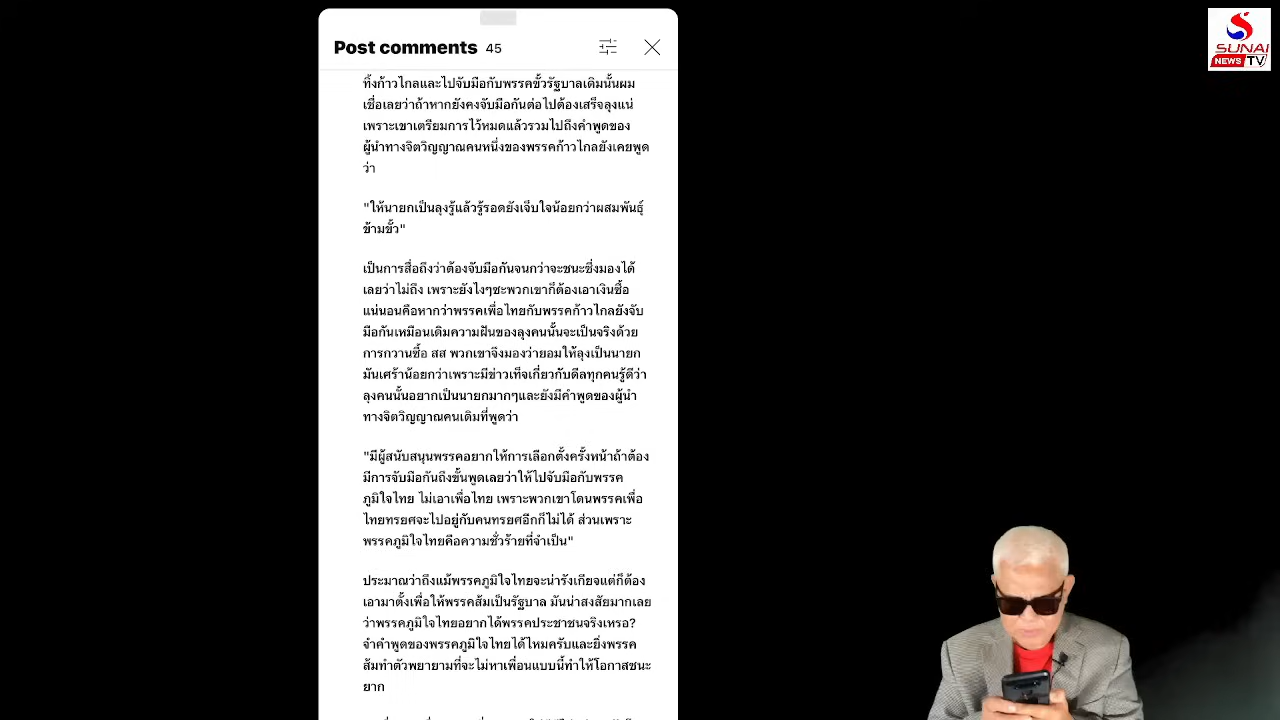 Post comments 45
SUNAI
NEWS TV
ทิ้งก้าวไกลและไปจับมือกับพรรคขั้วรัฐบาลเดิมนั้นผม
เชื่อเลยว่าถ้าหากยังคงจับมือกันต่อไปต้องเสร็จลุงแน่
เพราะเขาเตรียมการไว้หมดแล้วรวมไปถึงคำพูดของ
ผู้นำทางจิตวิญญาณคนหนึ่งของพรรคก้าวไกลยังเคยพูด
ว่า
"ให้นายกเป็นลุงรู้แล้วรู้รอดยังเจ็บใจน้อยกว่าผสมพันธุ์
ข้ามขั้ว"
เป็นการสื่อถึงว่าต้องจับมือกันจนกว่าจะชนะซึ่งมองได้
เลยว่าไม่ถึง เพราะยังไงๆซะพวกเขาก็ต้องเอาเงินซื้อ
แน่นอนคือหากว่าพรรคเพื่อไทยกับพรรคก้าวไกลยังจับ
มือกันเหมือนเดิมความฝันของลุงคนนั้นจะเป็นจริงด้วย
การกวานซื้อ สส พวกเขาจึงมองว่ายอมให้ลุงเป็นนายก
มันเศร้าน้อยกว่าเพราะมีข่าวเท็จเกี่ยวกับดีลทุกคนรู้ดีว่า
ลุงคนนั้นอยากเป็นนายกมากๆและยังมีคำพูดของผู้นำ
ทางจิตวิญญาณคนเดิมที่พูดว่า
"มีผู้สนับสนุนพรรคอยากให้การเลือกตั้งครั้งหน้าถ้าต้อง
มีการจับมือกันถึงขั้นพูดเลยว่าให้ไปจับมือกับพรรค
ภูมิใจไทย ไม่เอาเพื่อไทย เพราะพวกเขาโดนพรรคเพื่อ
ไทยทรยศจะไปอยู่กับคนทรยศอีกก็ไม่ได้ ส่วนเพราะ
พรรคภูมิใจไทยคือความชั่วร้ายที่จำเป็น"
ประมาณว่าถึงแม้พรรคภูมิใจไทยจะน่ารังเกียจแต่ก็ต้อง
เอามาตั้งเพื่อให้พรรคส้มเป็นรัฐบาล มันน่าสงสัยมากเลย
ว่าพรรคภูมิใจไทยอยากได้พรรคประชาชนจริงเหรอ?
จำคำพูดของพรรคภูมิใจไทยได้ไหมครับและยิ่งพรรค
ส้มทำตัวพยายามที่จะไม่หาเพื่อนแบบนี้ทำให้โอกาสชนะ
ยาก